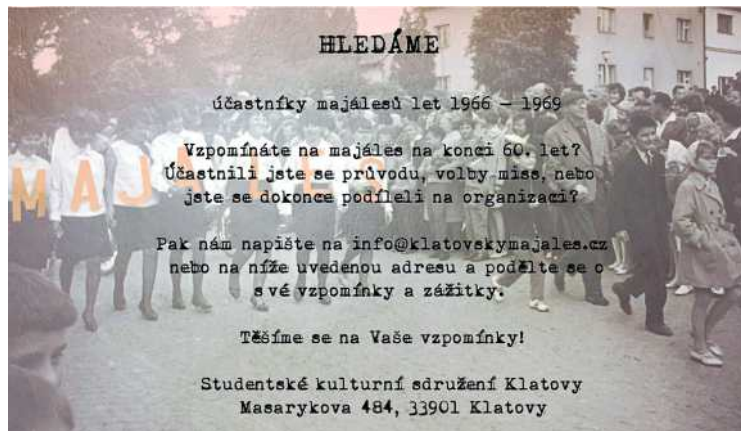 HLEDÁME
účastníky majálesů let 1966 – 1969
Vzpomínáte na majáles na konci 60. let?
Účastnili jste se průvodu, volby miss, nebo
jste se dokonce podíleli na organizaci?
Pak nám napište na info@klatovskymajales.cz
nebo na níže uvedenou adresu a podělte se o
své vzpomínky a zážitky.
Těšíme se na Vaše vzpomínky!
Studentské kulturní sdružení Klatovy
Masarykova 484, 33901 Klatovy
MAJALES